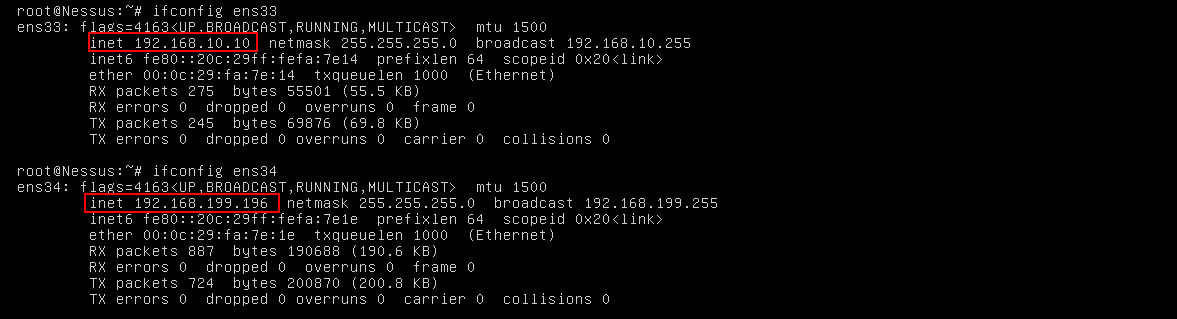 root@Nessus:~# ifconfig ens33
ens33: flags=4163<UP,BROADCAST,RUNNING,MULTICAST>  mtu 1500
inet 192.168.10.10  netmask 255.255.255.0  broadcast 192.168.10.255
inet6 fe80::20c:29ff:fefa:7e14  prefixlen 64  scopeid 0x20<link>
ether 00:0c:29:fa:7e:14  txqueuelen 1000  (Ethernet)
RX packets 275  bytes 55501 (55.5 KB)
RX errors 0  dropped 0  overruns 0  frame 0
TX packets 245  bytes 69876 (69.8 KB)
TX errors 0  dropped 0 overruns 0  carrier 0  collisions 0
root@Nessus:~# ifconfig ens34
ens34: flags=4163<UP,BROADCAST,RUNNING,MULTICAST>  mtu 1500
inet 192.168.199.196  netmask 255.255.255.0  broadcast 192.168.199.255
inet6 fe80::20c:29ff:fefa:7e1e  prefixlen 64  scopeid 0x20<link>
ether 00:0c:29:fa:7e:1e  txqueuelen 1000  (Ethernet)
RX packets 887  bytes 190688 (190.6 KB)
RX errors 0  dropped 0  overruns 0  frame 0
TX packets 724  bytes 200870 (200.8 KB)
TX errors 0  dropped 0 overruns 0  carrier 0  collisions 0